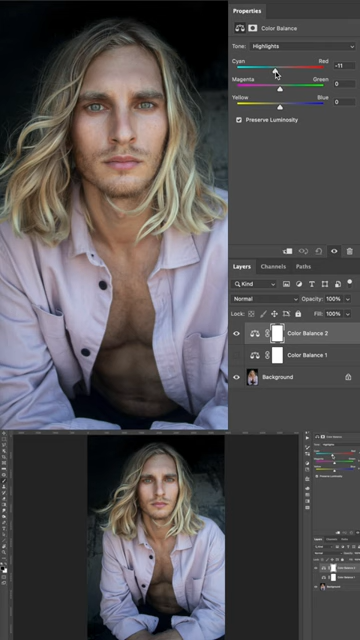 Properties
Color Balance
Tone: Highlights
Cyan Red -11
Magenta Green 0
Yellow Blue 0
Preserve Luminosity
Layers Channels Paths
Kind
Normal Opacity: 100%
Lock: Fill: 100%
Color Balance 2
Color Balance 1
Background